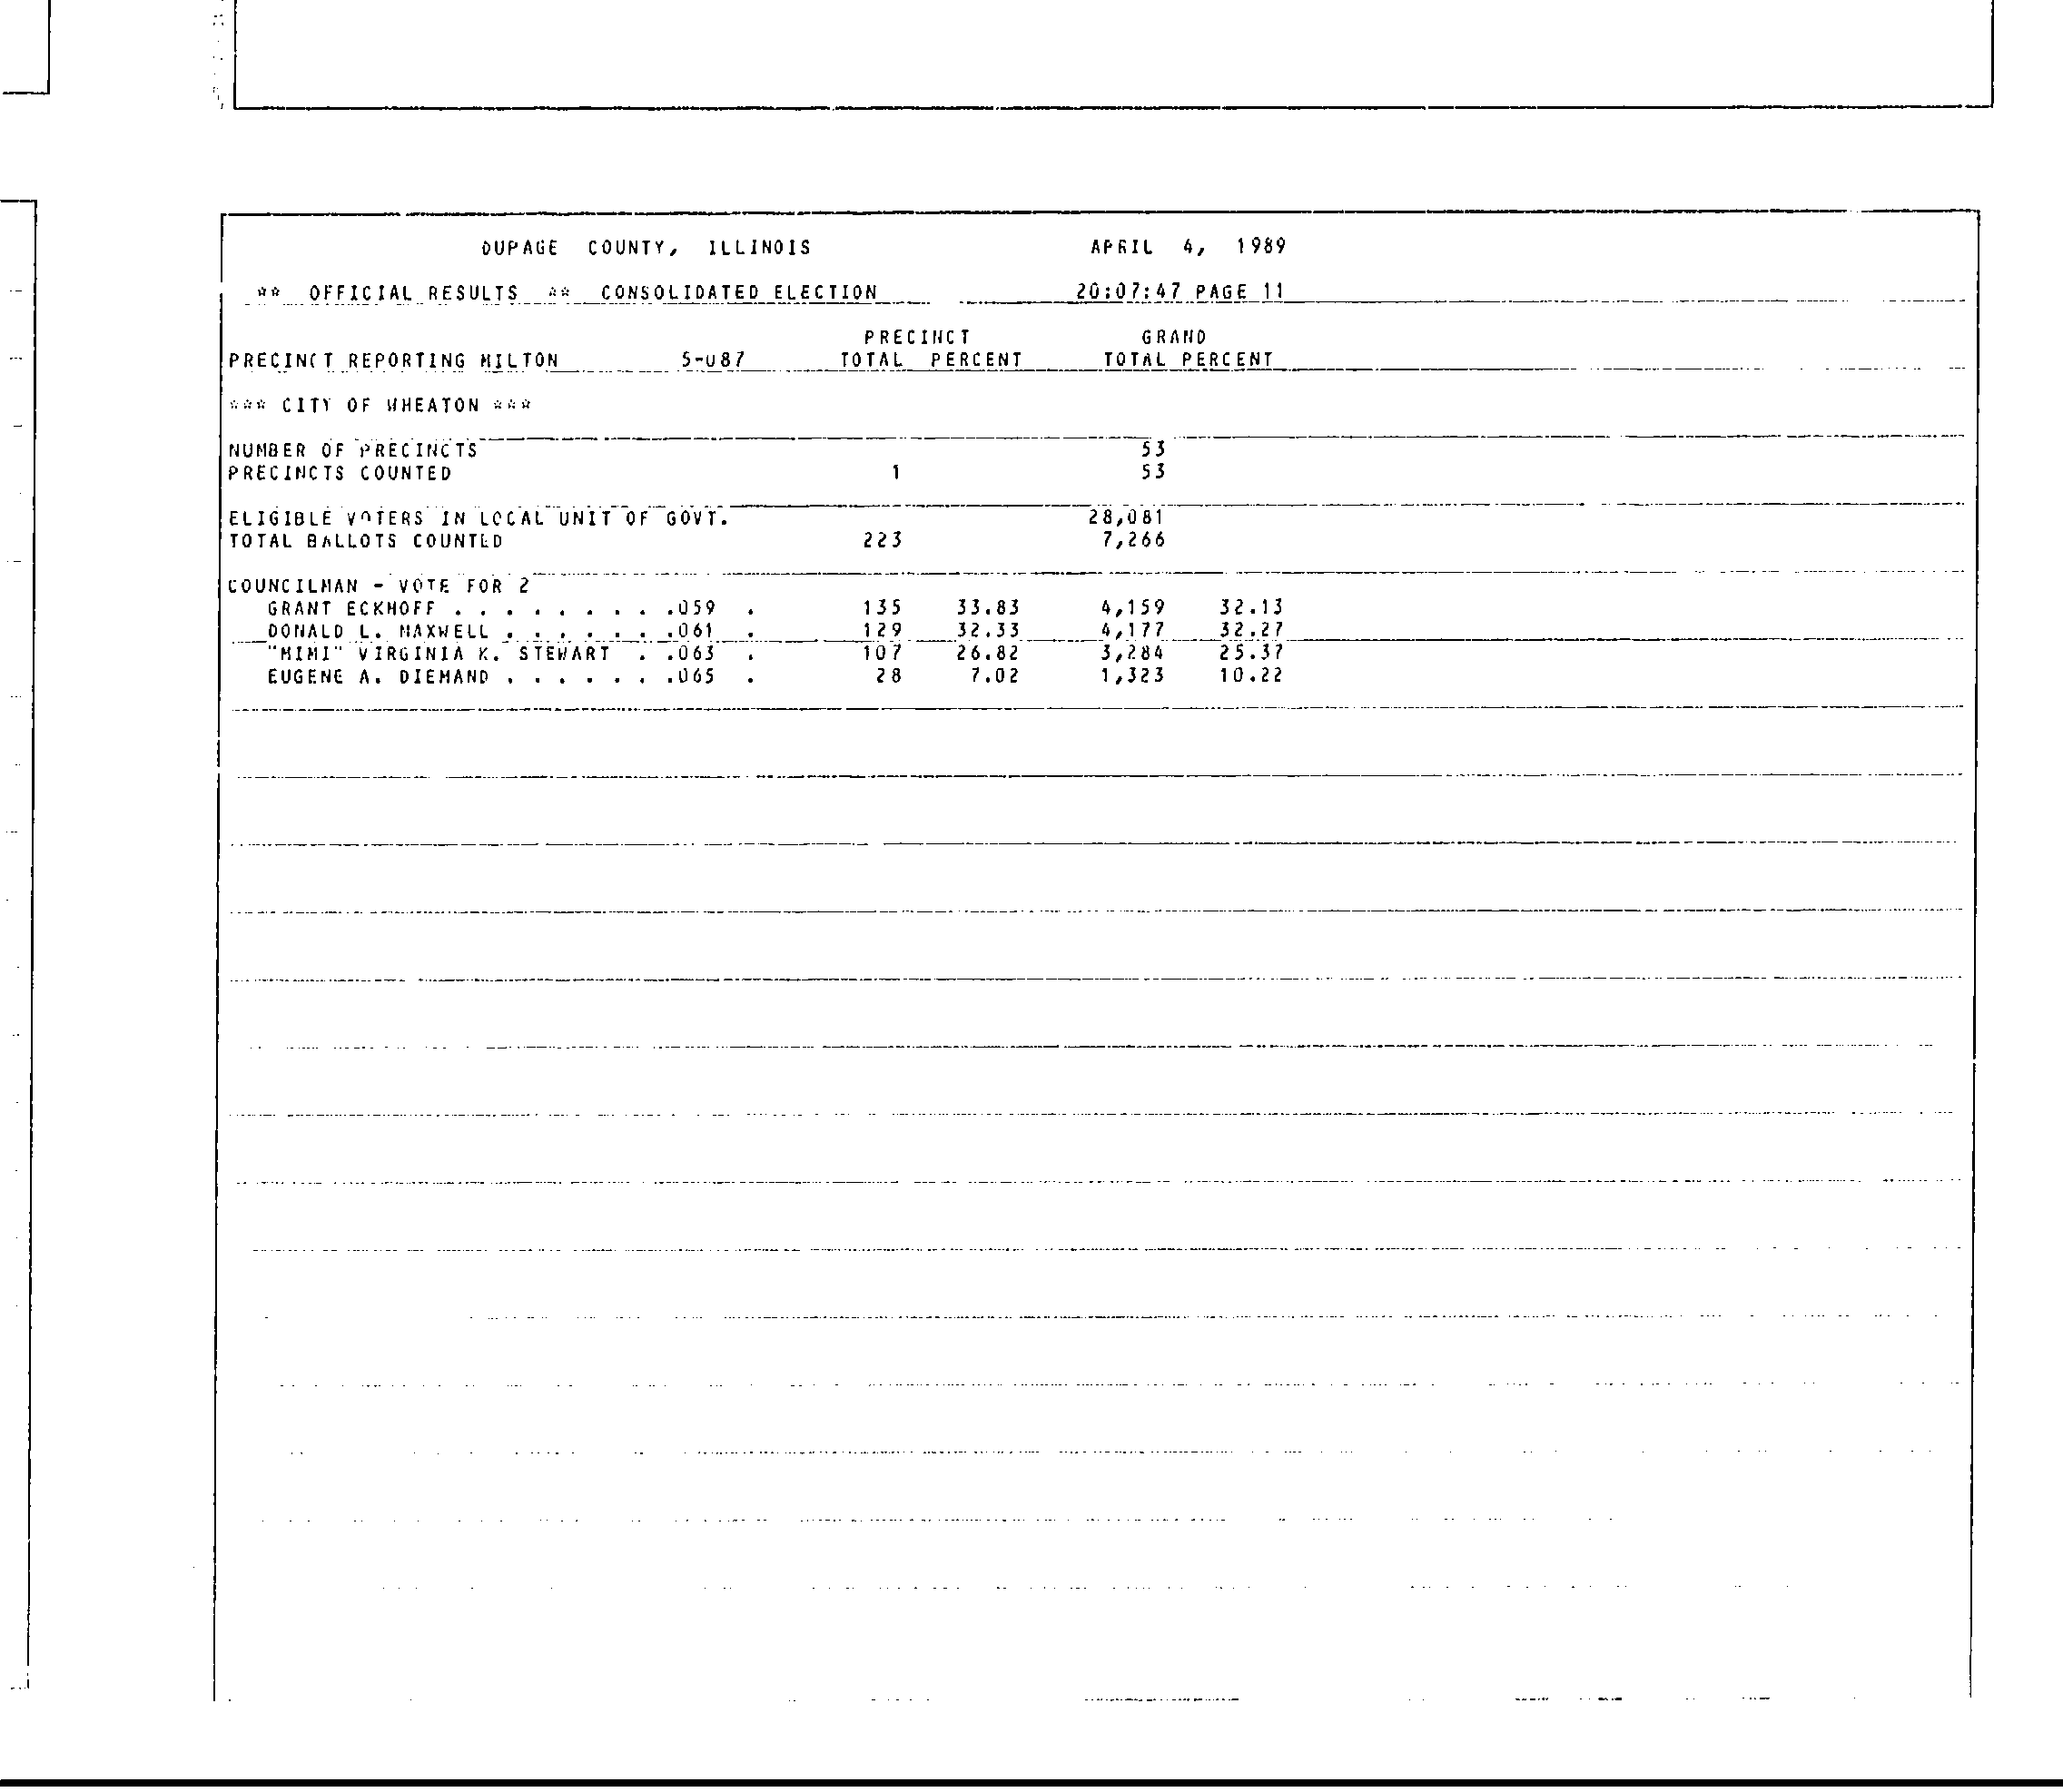 DUPAGE COUNTY, ILLINOIS APRIL 4, 1989
** OFFICIAL RESULTS ** CONSOLIDATED ELECTION 20:07:47 PAGE 11
PRECINCT GRAND
PRECINCT REPORTING MILTON 5-087 TOTAL PERCENT TOTAL PERCENT
*** CITY OF WHEATON ***
NUMBER OF PRECINCTS 53
PRECINCTS COUNTED 1 53
ELIGIBLE VOTERS IN LOCAL UNIT OF GOVT. 28,081
TOTAL BALLOTS COUNTED 223 7,266
COUNCILMAN - VOTE FOR 2
GRANT ECKHOFF . . . . . . . . .059 . 135 33.83 4,159 32.13
DONALD L. MAXWELL . . . . . . .061 . 129 32.33 4,177 32.27
"MIMI" VIRGINIA K. STEWART . .063 . 107 26.82 3,284 25.37
EUGENE A. DIEMAND . . . . . . .065 . 28 7.02 1,323 10.22